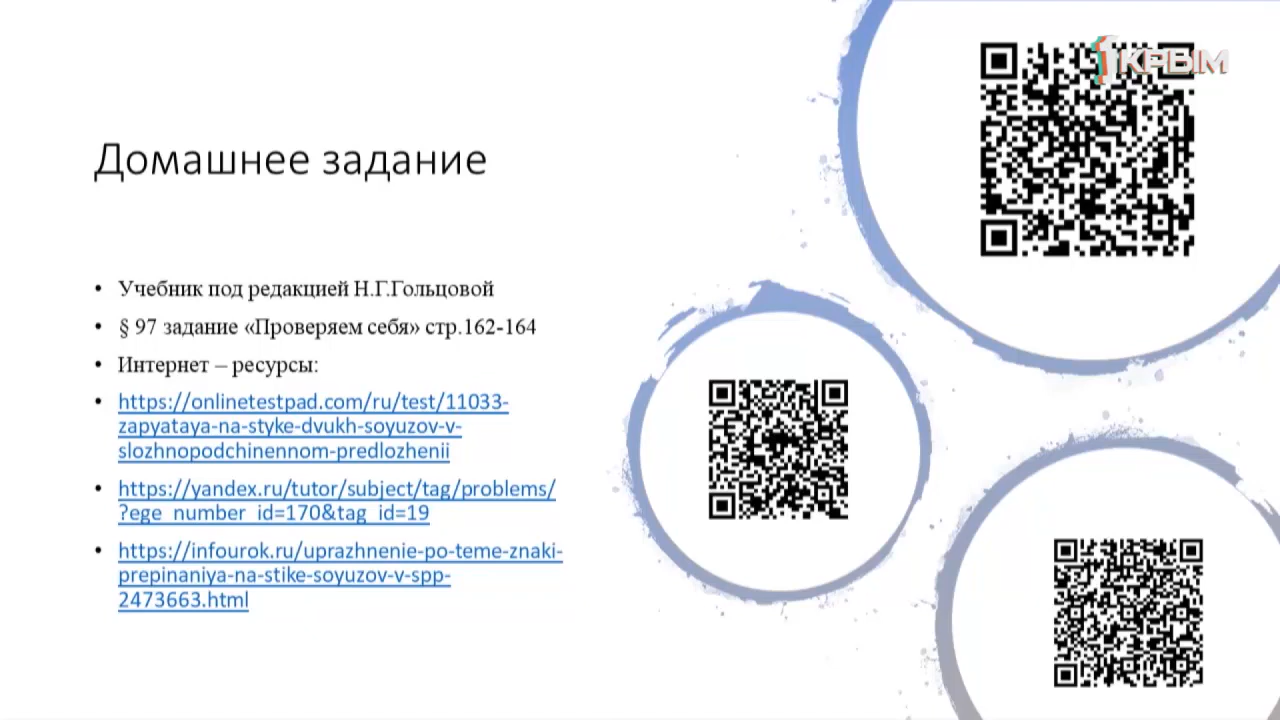 КРЫМ
Домашнее задание
• Учебник под редакцией Н.Г.Гольцовой
• § 97 задание «Проверяем себя» стр.162-164
• Интернет – ресурсы:
• https://onlinetestpad.com/ru/test/11033-
zapyataya-na-styke-dvukh-soyuzov-v-
slozhnopodchinennom-predlozhenii
• https://yandex.ru/tutor/subject/tag/problems/
?ege_number_id=170&tag_id=19
• https://infourok.ru/uprazhnenie-po-teme-znaki-
prepinaniya-na-stike-soyuzov-v-spp-
2473663.html